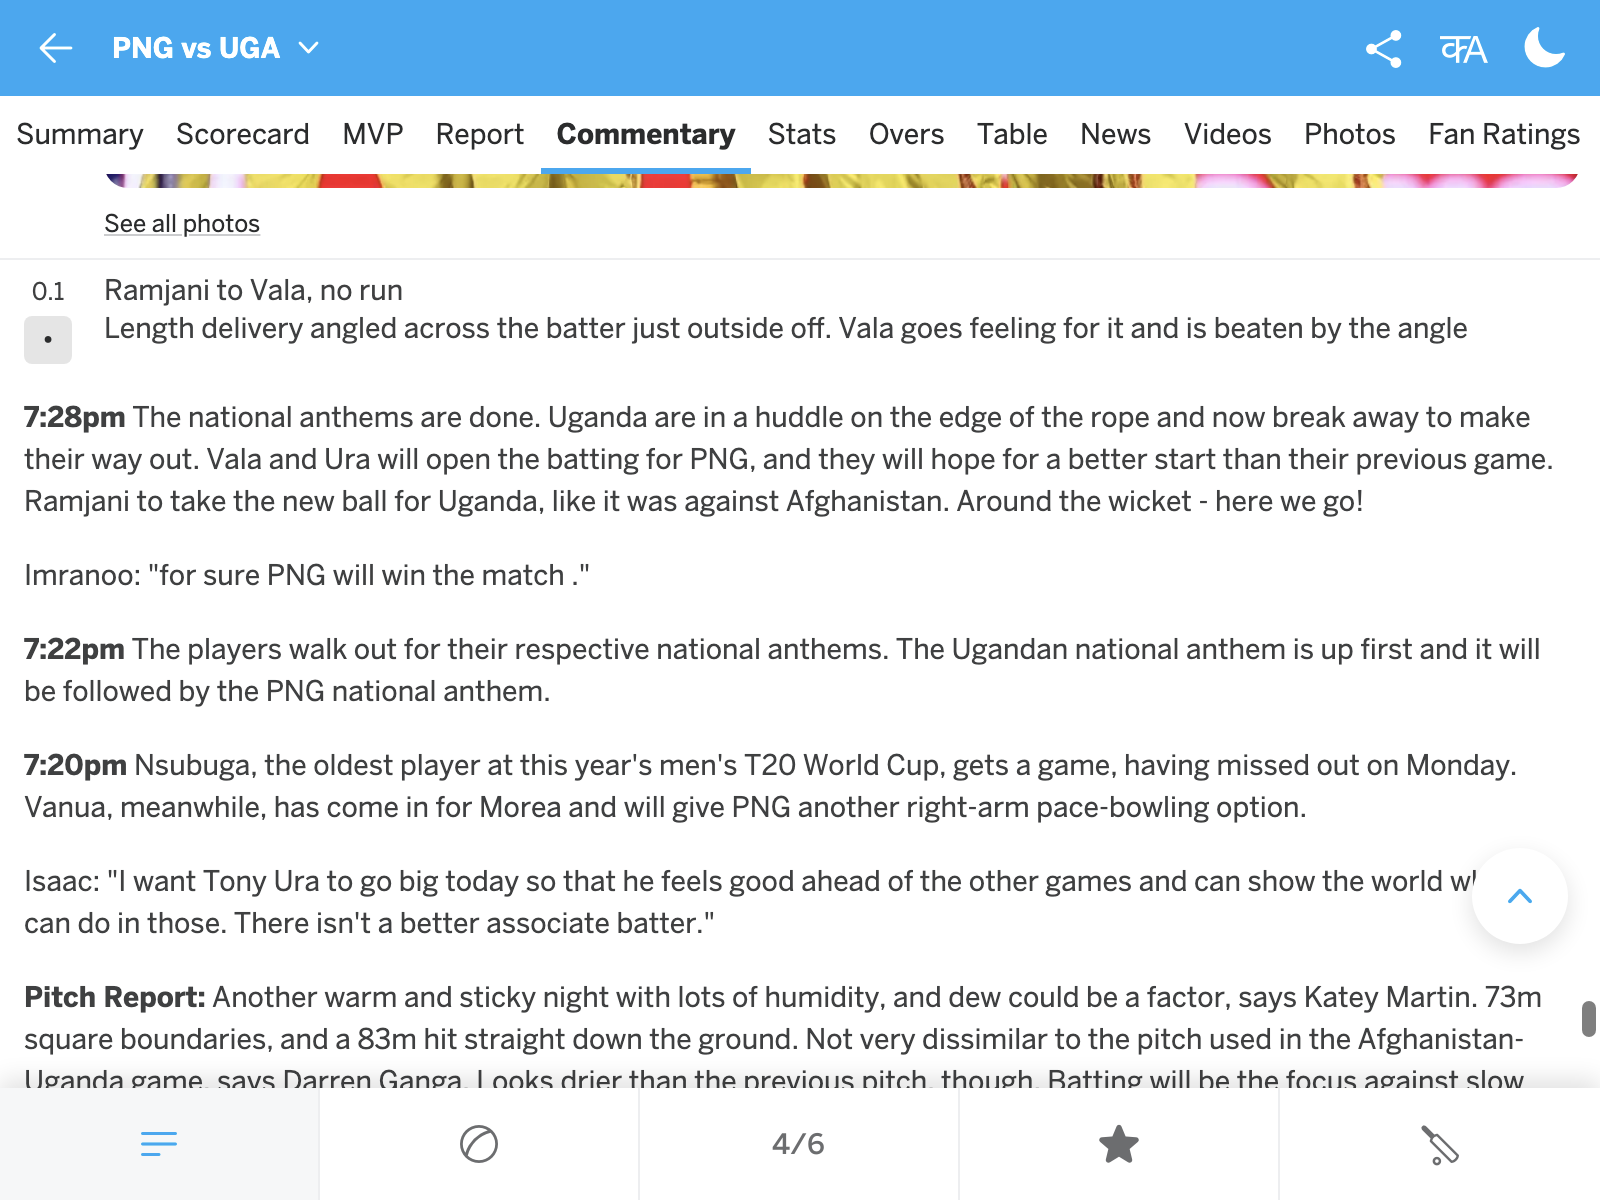 PNG vs UGA
Summary Scorecard MVP Report Commentary Stats Overs Table News Videos Photos Fan Ratings
See all photos
0.1 Ramjani to Vala, no run
Length delivery angled across the batter just outside off. Vala goes feeling for it and is beaten by the angle
7:28pm The national anthems are done. Uganda are in a huddle on the edge of the rope and now break away to make
their way out. Vala and Ura will open the batting for PNG, and they will hope for a better start than their previous game.
Ramjani to take the new ball for Uganda, like it was against Afghanistan. Around the wicket - here we go!
Imranoo: "for sure PNG will win the match ."
7:22pm The players walk out for their respective national anthems. The Ugandan national anthem is up first and it will
be followed by the PNG national anthem.
7:20pm Nsubuga, the oldest player at this year's men's T20 World Cup, gets a game, having missed out on Monday.
Vanua, meanwhile, has come in for Morea and will give PNG another right-arm pace-bowling option.
Isaac: "I want Tony Ura to go big today so that he feels good ahead of the other games and can show the world
can do in those. There isn't a better associate batter."
Pitch Report: Another warm and sticky night with lots of humidity, and dew could be a factor, says Katey Martin. 73m
square boundaries, and a 83m hit straight down the ground. Not very dissimilar to the pitch used in the Afghanistan-
Uganda game, says Darren Ganga. Looks drier than the previous pitch, though. Batting will be the focus against slow
4/6